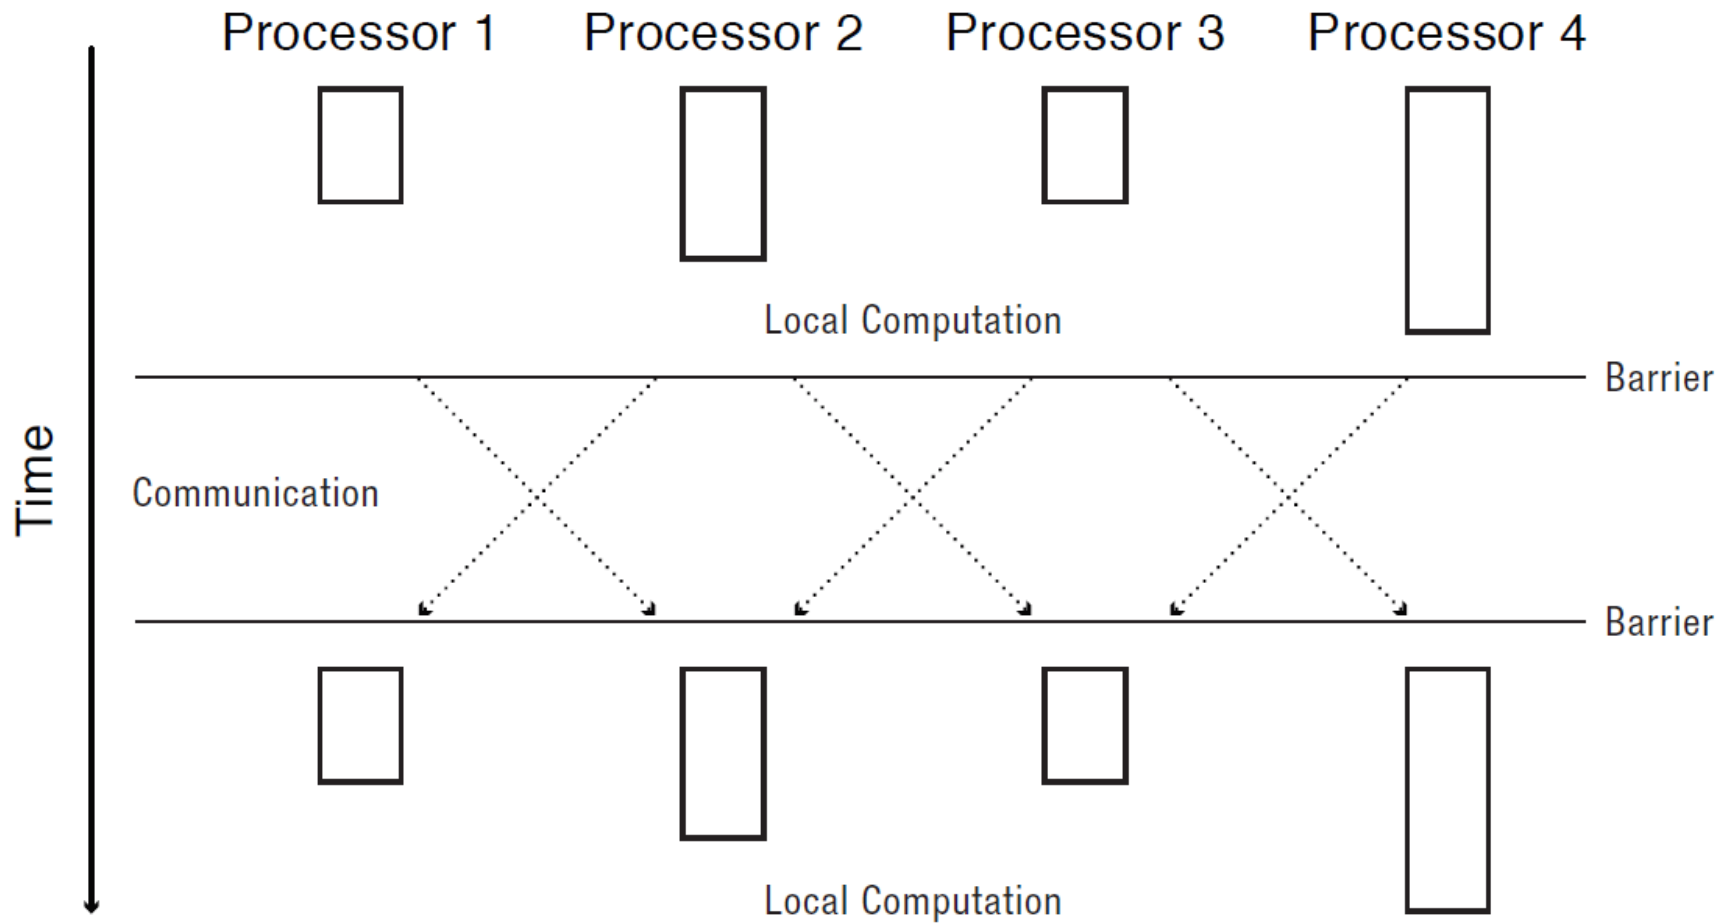 Processor 1
Processor 2
Processor 3
Processor 4
Local Computation
Barrier
Time
Communication
Barrier
Local Computation